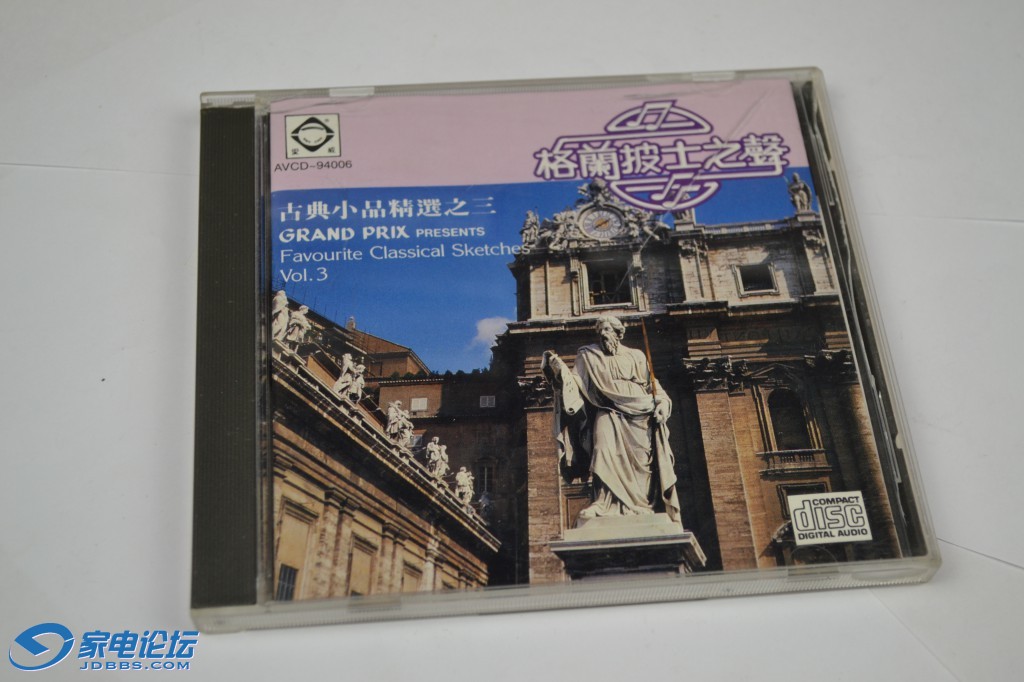 AVCD-94006
格蘭披士之聲
古典小品精選之三
GRAND PRIX PRESENTS
Favourite Classical Sketches
Vol.3
COMPACT
disc
DIGITAL AUDIO
家电论坛
JDBBS.COM